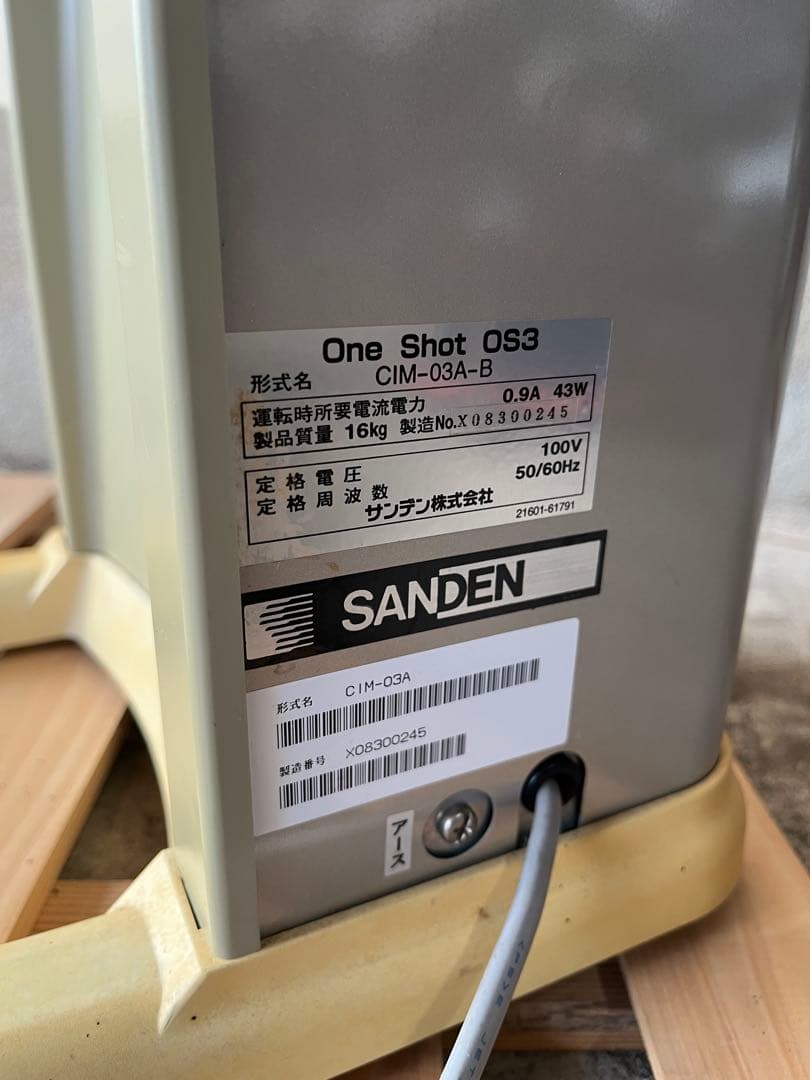 One Shot OS3
形式名 CIM-03A-B
運転時所要電流電力 0.9A 43W
製品質量 16kg 製造No.X08300245
定格電圧 100V
定格周波数 50/60Hz
サンデン株式会社 21601-61791
SANDEN
形式名 CIM-03A
製造番号 X08300245
アース